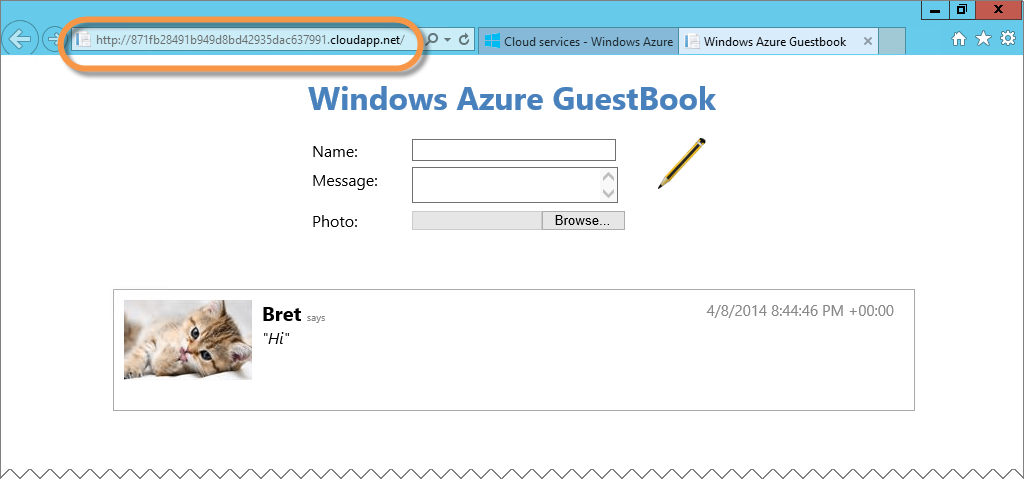 http://871fb28491b949d8bd42935dac637991.cloudapp.net/
Cloud services - Windows Azure
Windows Azure Guestbook
Windows Azure GuestBook
Name:
Message:
Photo:
Browse...
Bret says
4/8/2014 8:44:46 PM +00:00
"Hi"